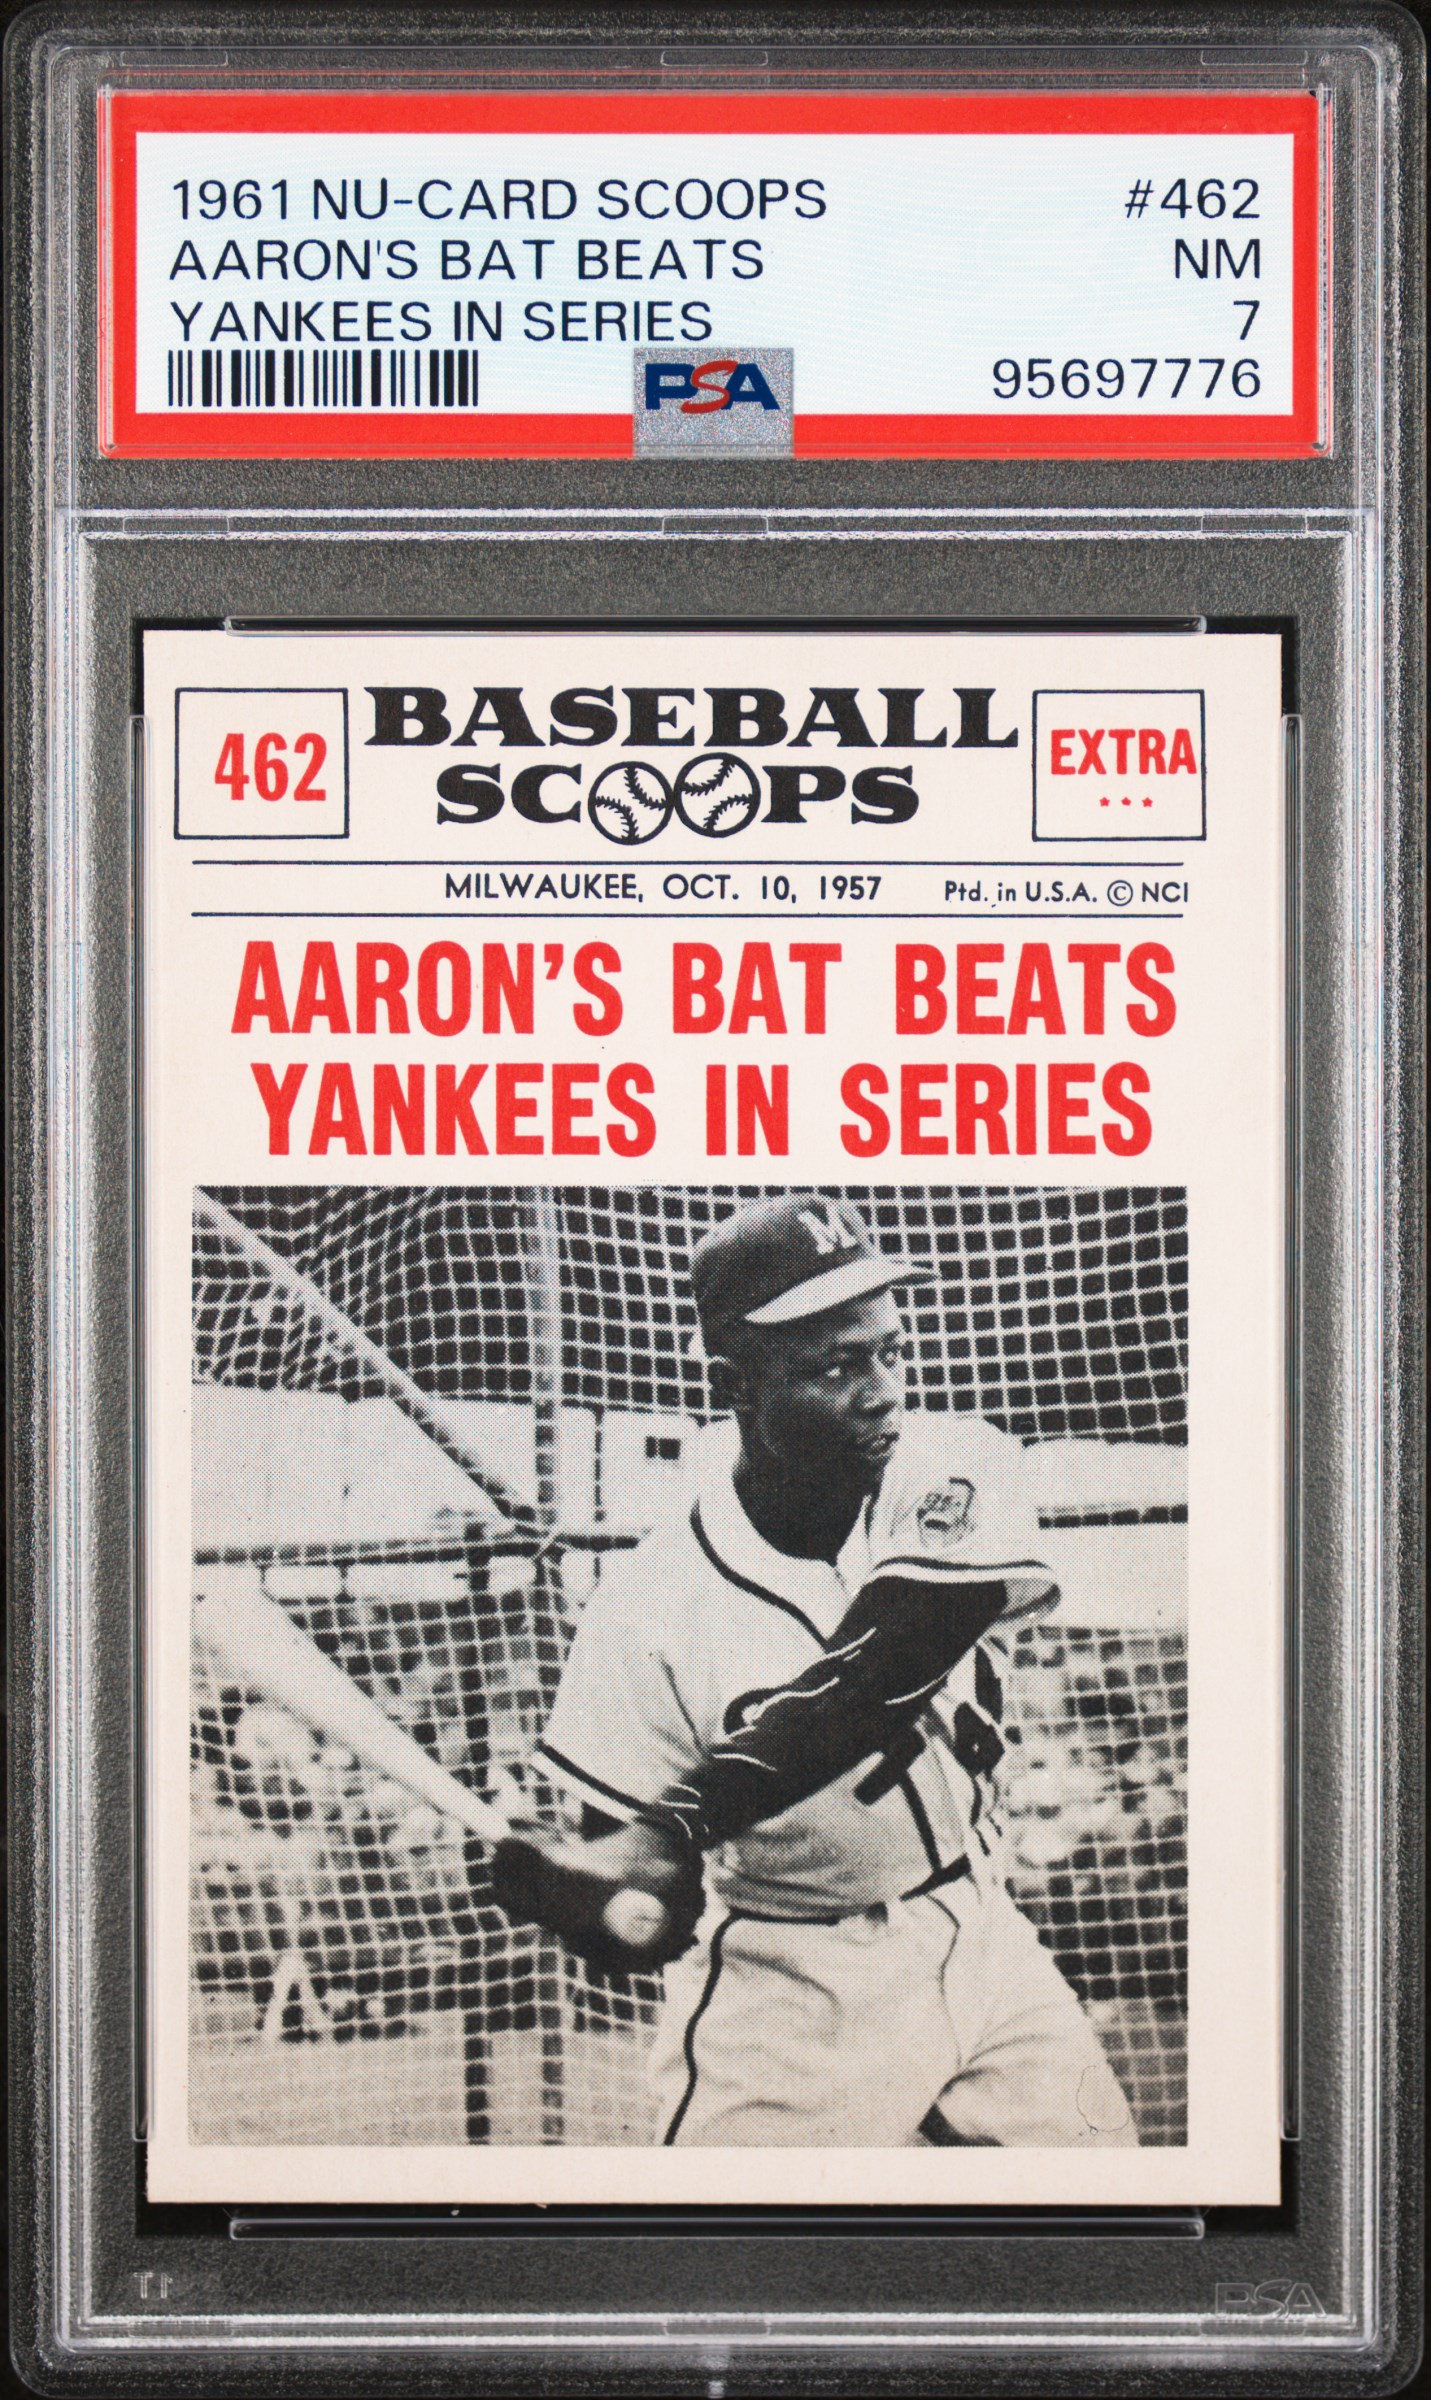 1961 NU-CARD SCOOPS #462
AARON'S BAT BEATS NM
YANKEES IN SERIES 7
PSA 95697776
462 BASEBALL EXTRA
SCOOPS
MILWAUKEE, OCT. 10, 1957 Ptd. in U.S.A. © NCI
AARON'S BAT BEATS
YANKEES IN SERIES
M
PSA